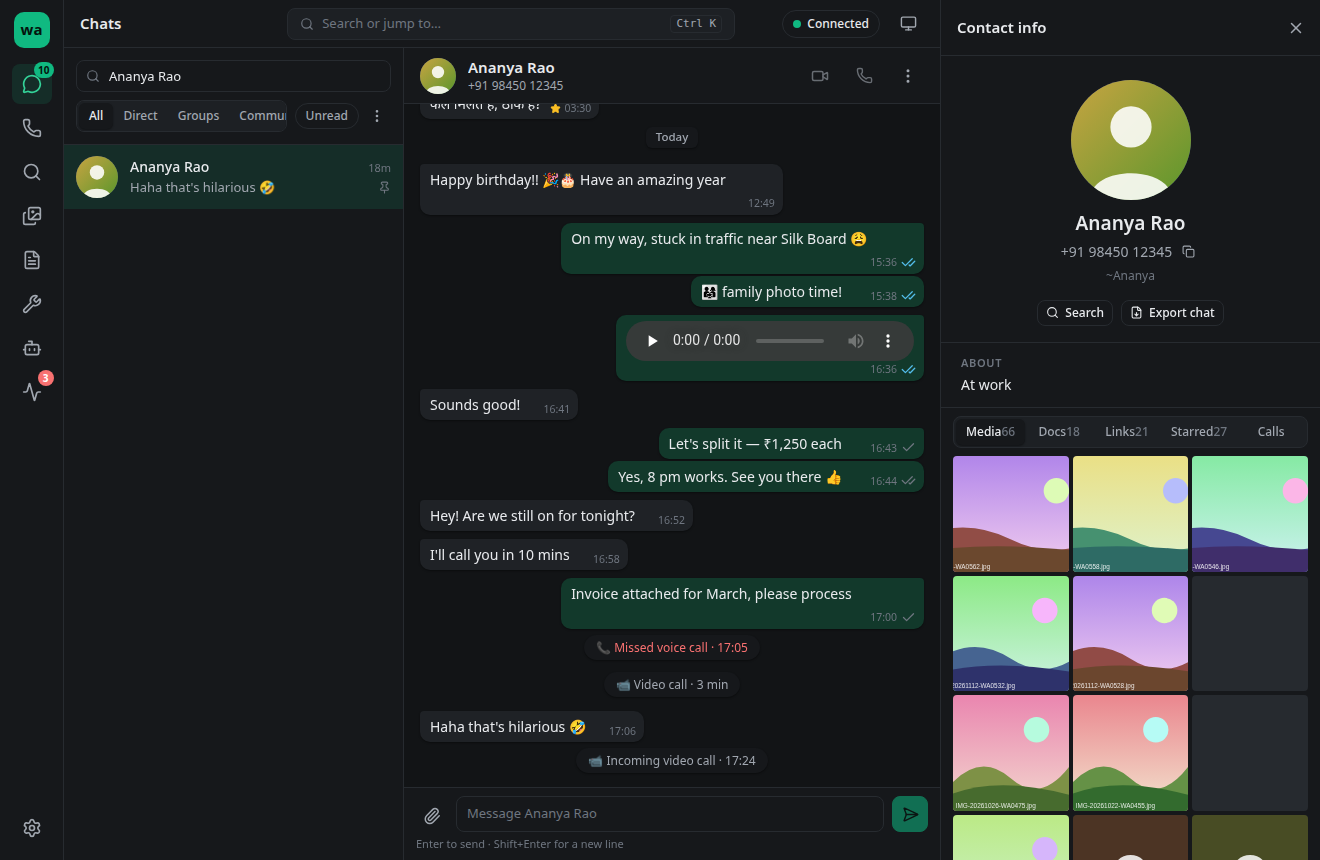 wa
10
3
Chats
Search or jump to...
Ctrl K
Connected
Ananya Rao
All
Direct
Groups
Commu
Unread
Ananya Rao
18m
Haha that's hilarious 🤣
Ananya Rao
+91 98450 12345
03:30
Today
Happy birthday!! 🎉🎂 Have an amazing year
12:49
On my way, stuck in traffic near Silk Board 😩
15:36
👨‍👩‍👧 family photo time!
15:38
0:00 / 0:00
16:36
Sounds good!
16:41
Let's split it — ₹1,250 each
16:43
Yes, 8 pm works. See you there 👍
16:44
Hey! Are we still on for tonight?
16:52
I'll call you in 10 mins
16:58
Invoice attached for March, please process
17:00
📞 Missed voice call · 17:05
📹 Video call · 3 min
Haha that's hilarious 🤣
17:06
📹 Incoming video call · 17:24
Message Ananya Rao
Enter to send · Shift+Enter for a new line
Contact info
Ananya Rao
+91 98450 12345
~Ananya
Search
Export chat
ABOUT
At work
Media66
Docs18
Links21
Starred27
Calls
-WA0562.jpg
-WA0558.jpg
-WA0546.jpg
20261112-WA0532.jpg
20261112-WA0528.jpg
IMG-20261026-WA0475.jpg
IMG-20261022-WA0455.jpg